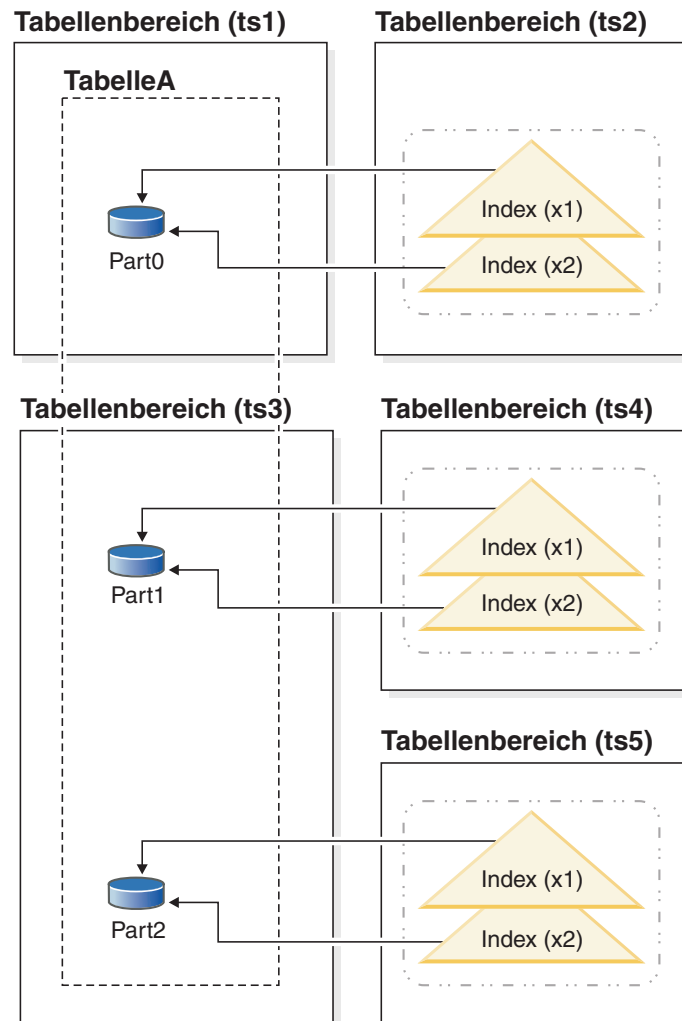 Tabellenbereich (ts1)
Tabellenbereich (ts2)
TabelleA
Part0
Index (x1)
Index (x2)
Tabellenbereich (ts3)
Tabellenbereich (ts4)
Part1
Index (x1)
Index (x2)
Tabellenbereich (ts5)
Part2
Index (x1)
Index (x2)